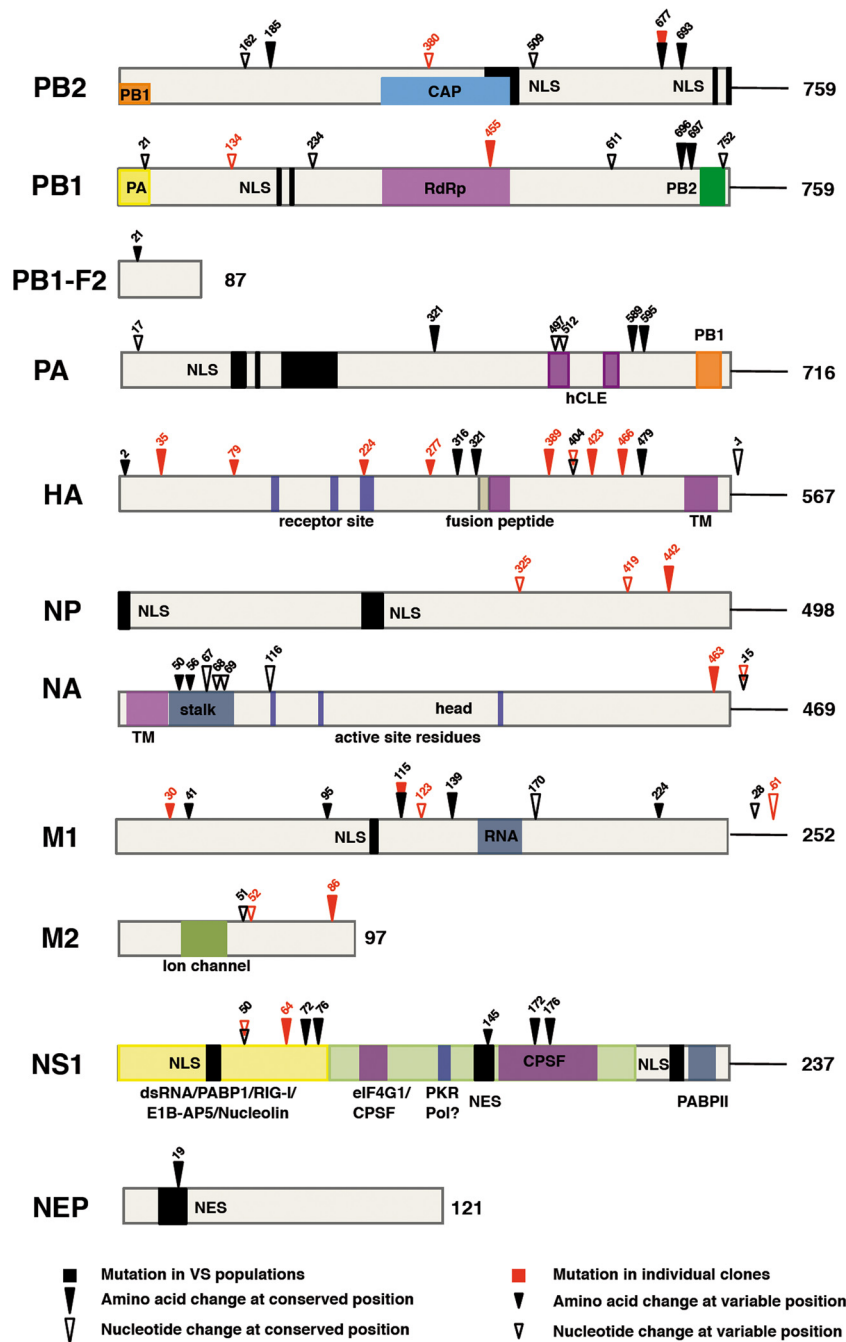 162
185
380
509
677
693
PB2
PB1
CAP
NLS
NLS
759
21
134
234
455
611
696
697
752
PB1
PA
NLS
RdRp
PB2
759
21
PB1-F2
87
17
321
497
512
589
595
PB1
PA
NLS
716
hCLE
2
35
79
224
277
316
321
389
404
423
466
479
-1
HA
567
receptor site
fusion peptide
TM
325
419
442
NP
NLS
NLS
498
50
56
67
68
69
116
463
-15
NA
stalk
head
469
TM
active site residues
30
41
95
115
123
139
170
224
-28
-61
M1
NLS
RNA
252
51
52
86
M2
97
Ion channel
50
64
72
76
145
172
176
NS1
NLS
CPSF
NLS
237
dsRNA/PABP1/RIG-I/
E1B-AP5/Nucleolin
eIF4G1/
CPSF
PKR
Pol?
NES
PABPII
19
NEP
NES
121
Mutation in VS populations
Mutation in individual clones
Amino acid change at conserved position
Amino acid change at variable position
Nucleotide change at conserved position
Nucleotide change at variable position